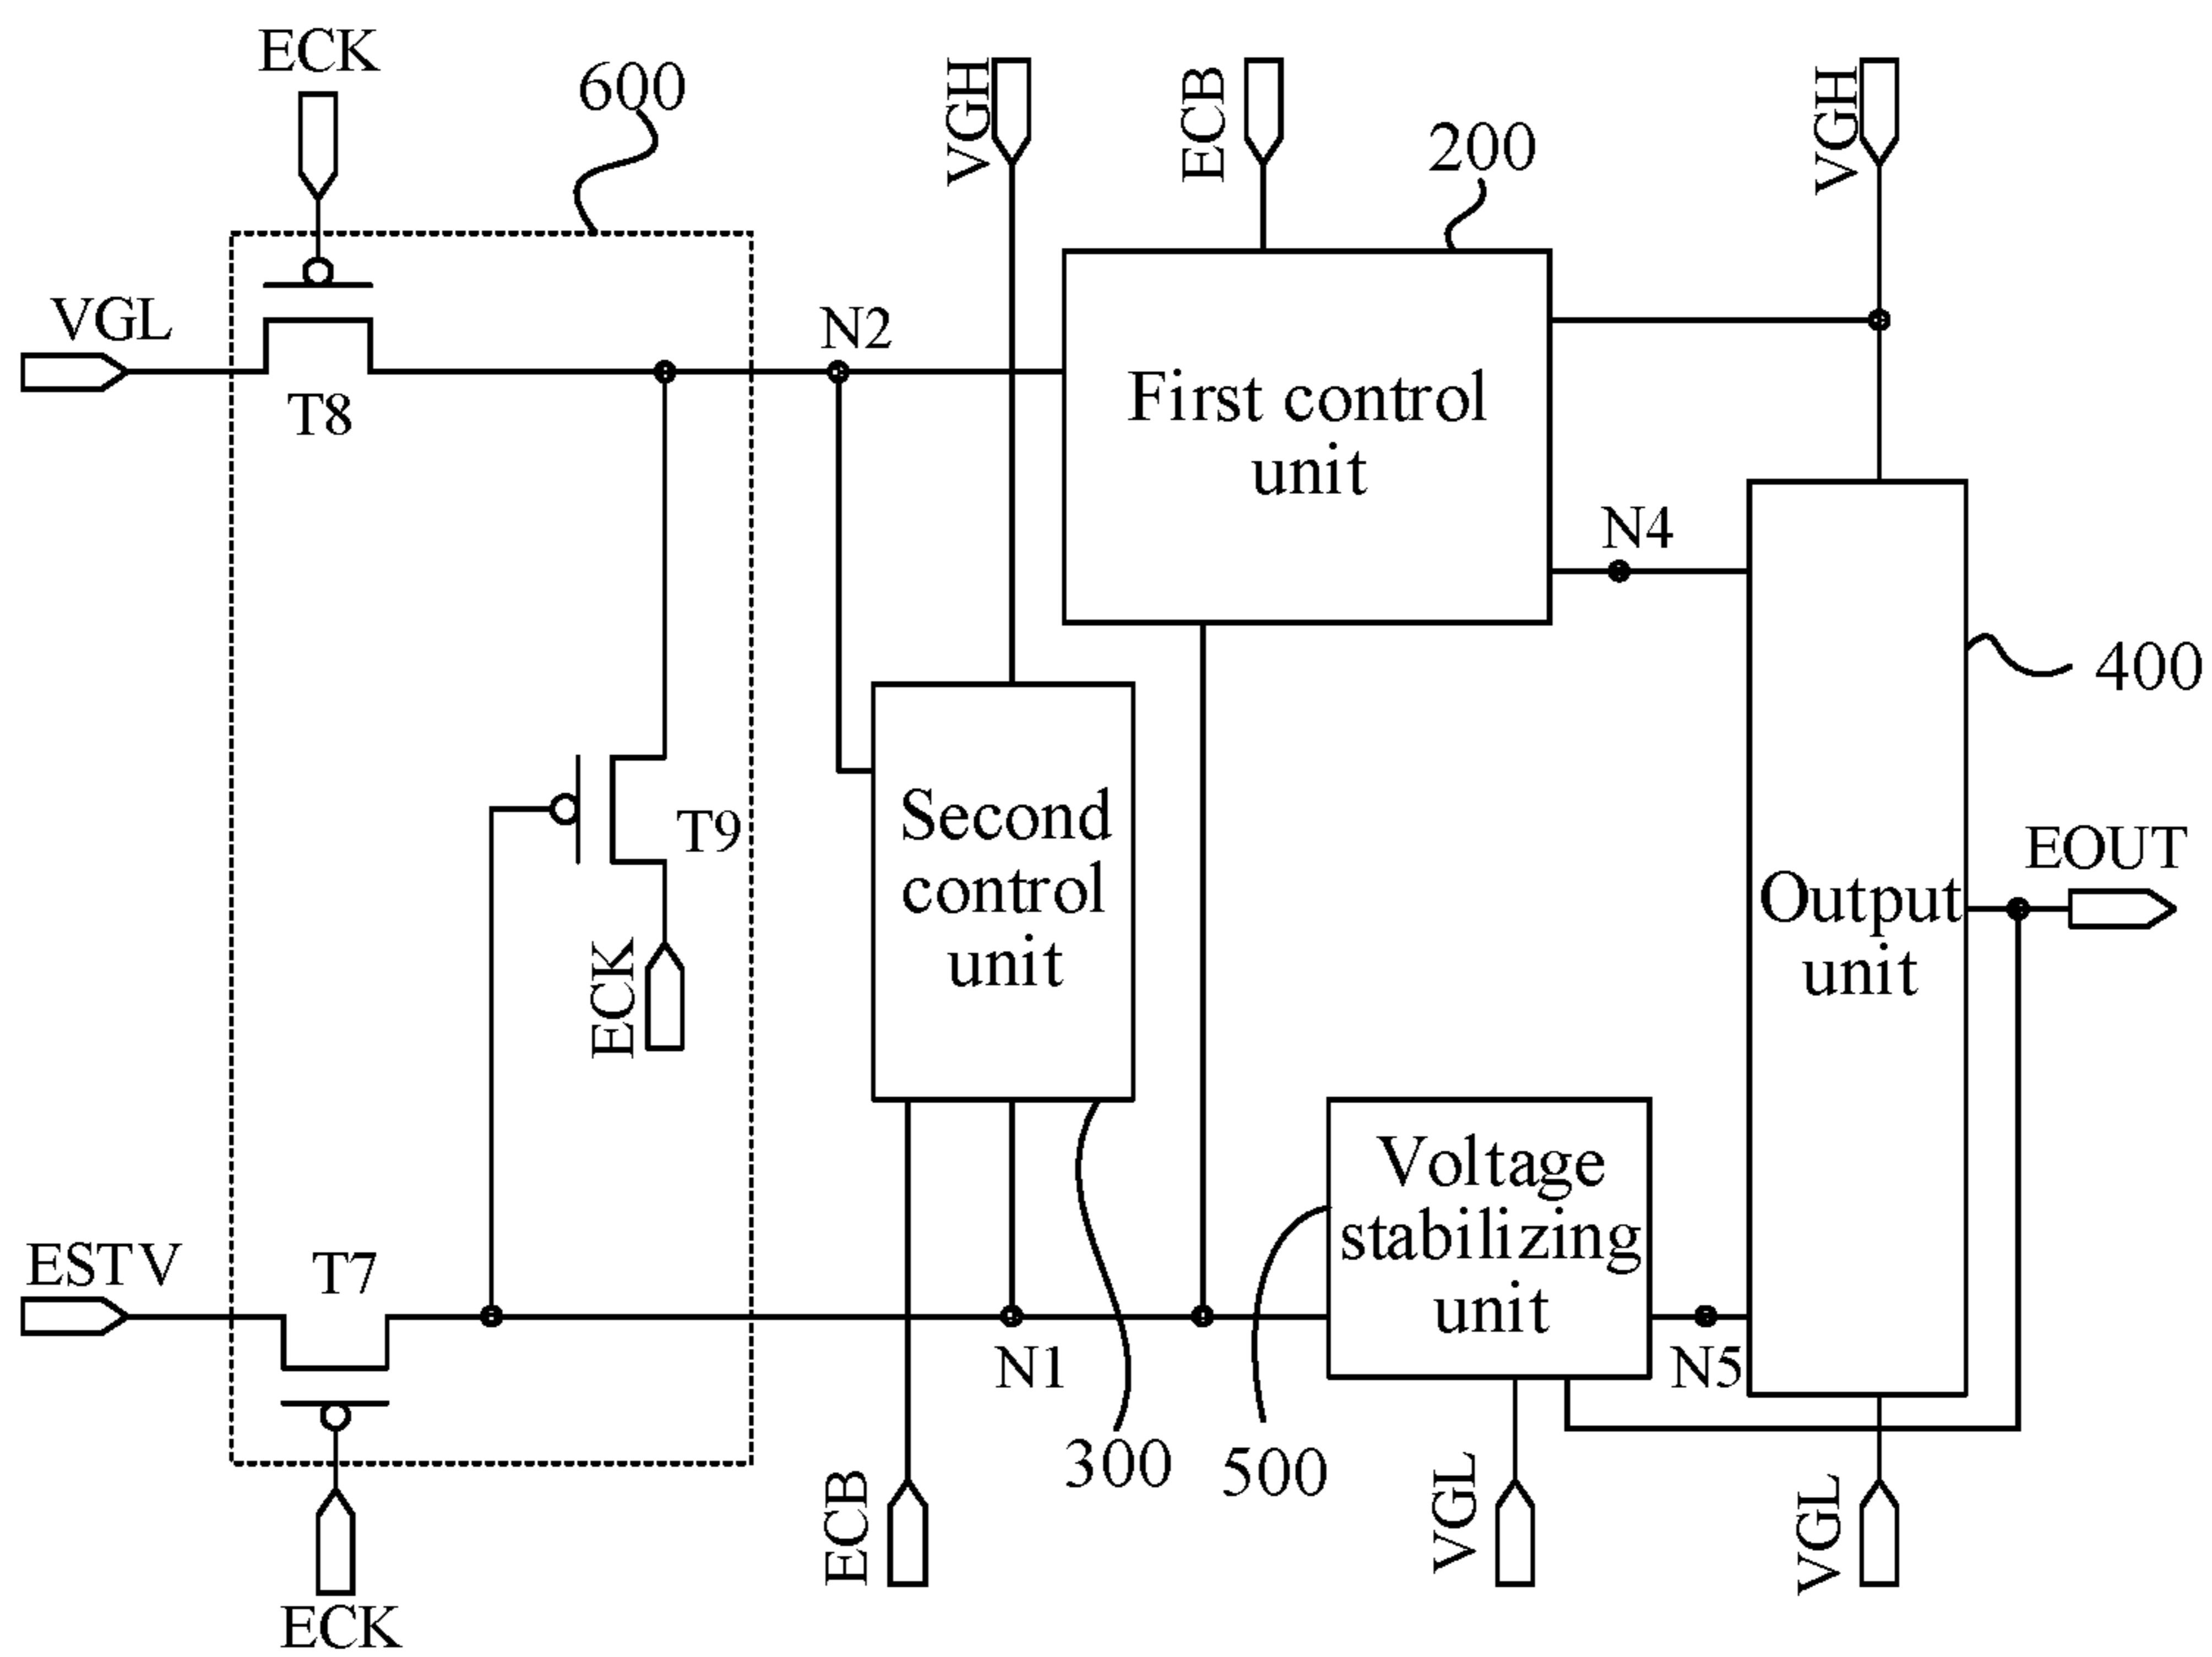 ECK
600
VGH
ECB
200
VGH
VGL
N2
T8
First control
unit
N4
400
T9
Second
control
unit
ECK
EOUT
Output
unit
ESTV
T7
Voltage
stabilizing
unit
N1
N5
300
500
ECB
VGL
VGL
ECK